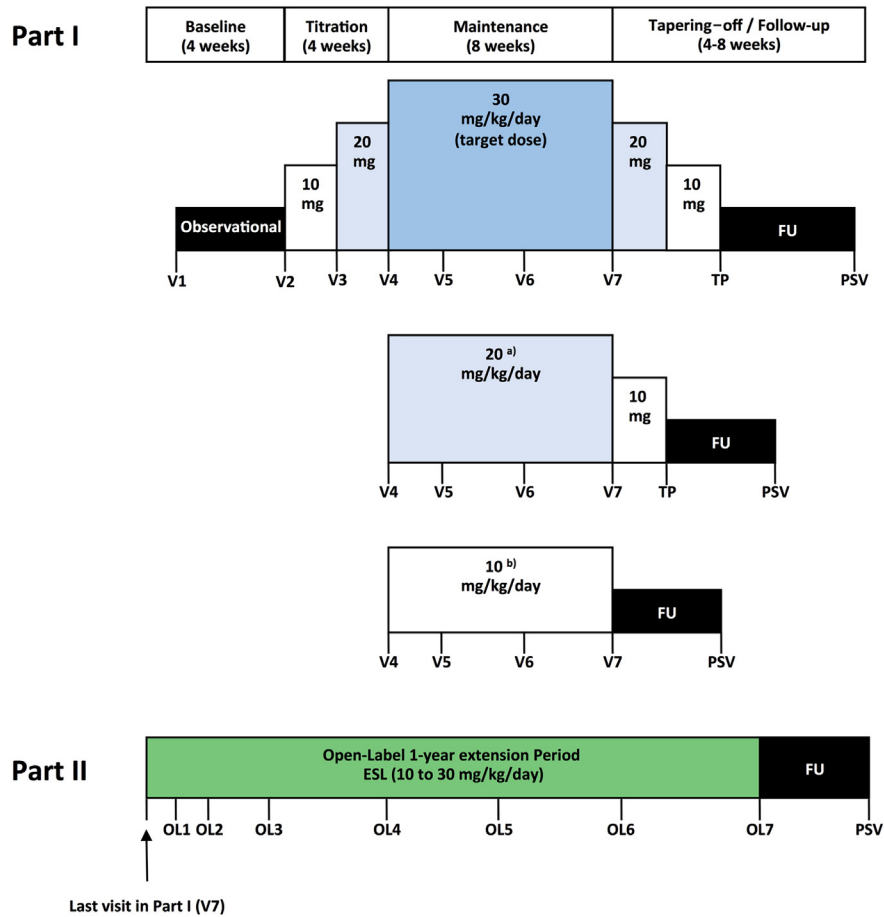 Part I
Baseline
(4 weeks)
Titration
(4 weeks)
Maintenance
(8 weeks)
Tapering–off / Follow-up
(4-8 weeks)
30
mg/kg/day
(target dose)
20
mg
20
mg
10
mg
10
mg
Observational
FU
V1 V2 V3 V4 V5 V6 V7 TP PSV
20 a)
mg/kg/day
10
mg
FU
V4 V5 V6 V7 TP PSV
10 b)
mg/kg/day
FU
V4 V5 V6 V7 PSV
Part II
Open-Label 1-year extension Period
ESL (10 to 30 mg/kg/day)
FU
OL1 OL2 OL3 OL4 OL5 OL6 OL7 PSV
Last visit in Part I (V7)